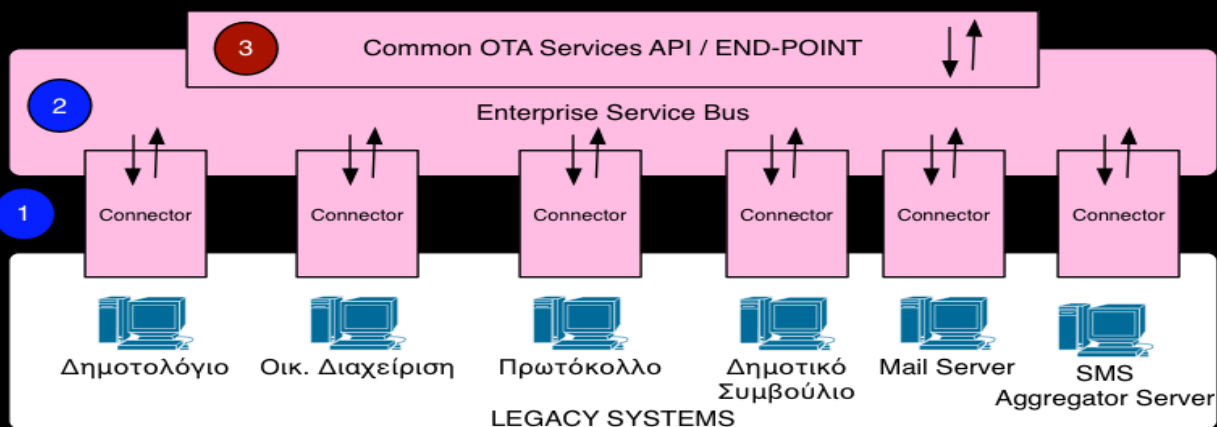 3
Common OTA Services API / END-POINT
2
Enterprise Service Bus
1
Connector
Connector
Connector
Connector
Connector
Connector
Δημοτολόγιο
Οικ. Διαχείριση
Πρωτόκολλο
Δημοτικό
Συμβούλιο
Mail Server
SMS
Aggregator Server
LEGACY SYSTEMS